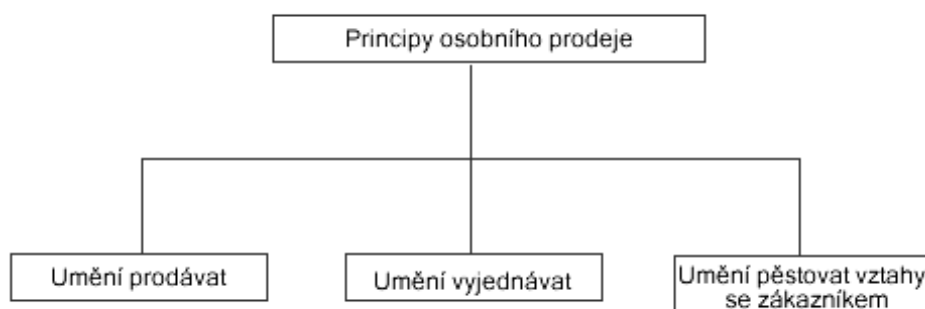 Principy osobního prodeje
Umění prodávat
Umění vyjednávat
Umění pěstovat vztahy
se zákazníkem